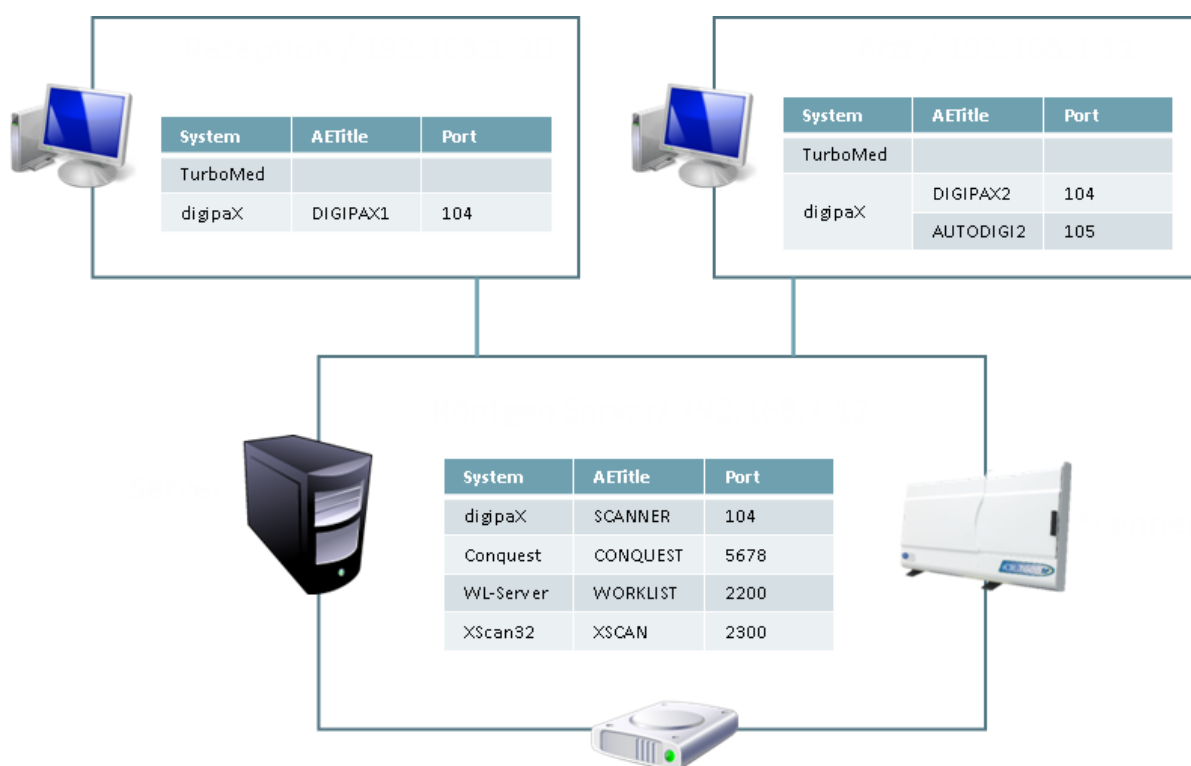 System AETitle Port
TurboMed
digipaX DIGIPAX1 104
System AETitle Port
TurboMed
digipaX DIGIPAX2 104
AUTODIGI2 105
System AETitle Port
digipaX SCANNER 104
Conquest CONQUEST 5678
WL-Server WORKLIST 2200
XScan32 XSCAN 2300